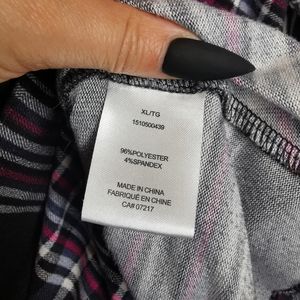 XL/TG
1510500439
96%POLYESTER
4%SPANDEX
MADE IN CHINA
FABRIQUÉ EN CHINE
CA# 07217